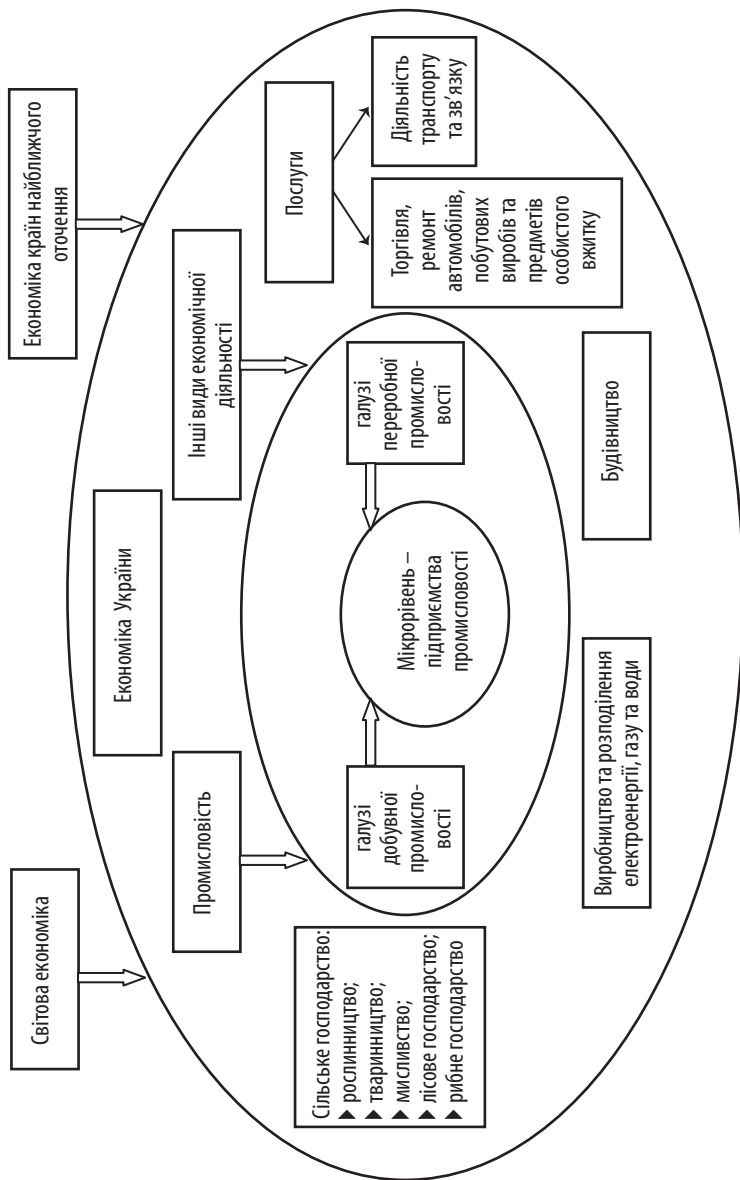 Світова економіка
Економіка країн найближчого
оточення
Економіка України
Промисловість
Інші види економічної
діяльності
Послуги
Сільське господарство:
рослинництво;
тваринництво;
мисливство;
лісове господарство;
рибне господарство
галузі
добувної
промисло-
вості
Мікрорівень –
підприємства
промисловості
галузі
переробної
промисло-
вості
Торгівля,
ремонт
автомобілів,
побутових
виробів та
предметів
особистого
вжитку
Діяльність
транспорту
та зв’язку
Виробництво та розподілення
електроенергії, газу та води
Будівництво